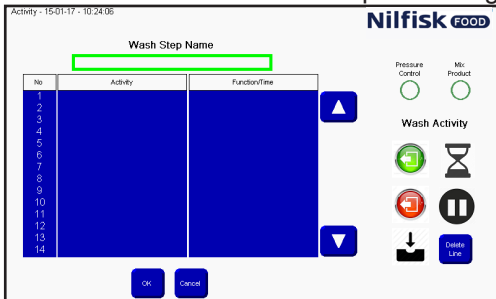 Activity - 15-01-17 - 10:24:06
Nilfisk FOOD
Wash Step Name
Pressure Control
Mix Product
No Activity Function/Time
1
2
3
4
5
6
7
8
9
10
11
12
13
14
Wash Activity
OK
Cancel
Delete Line